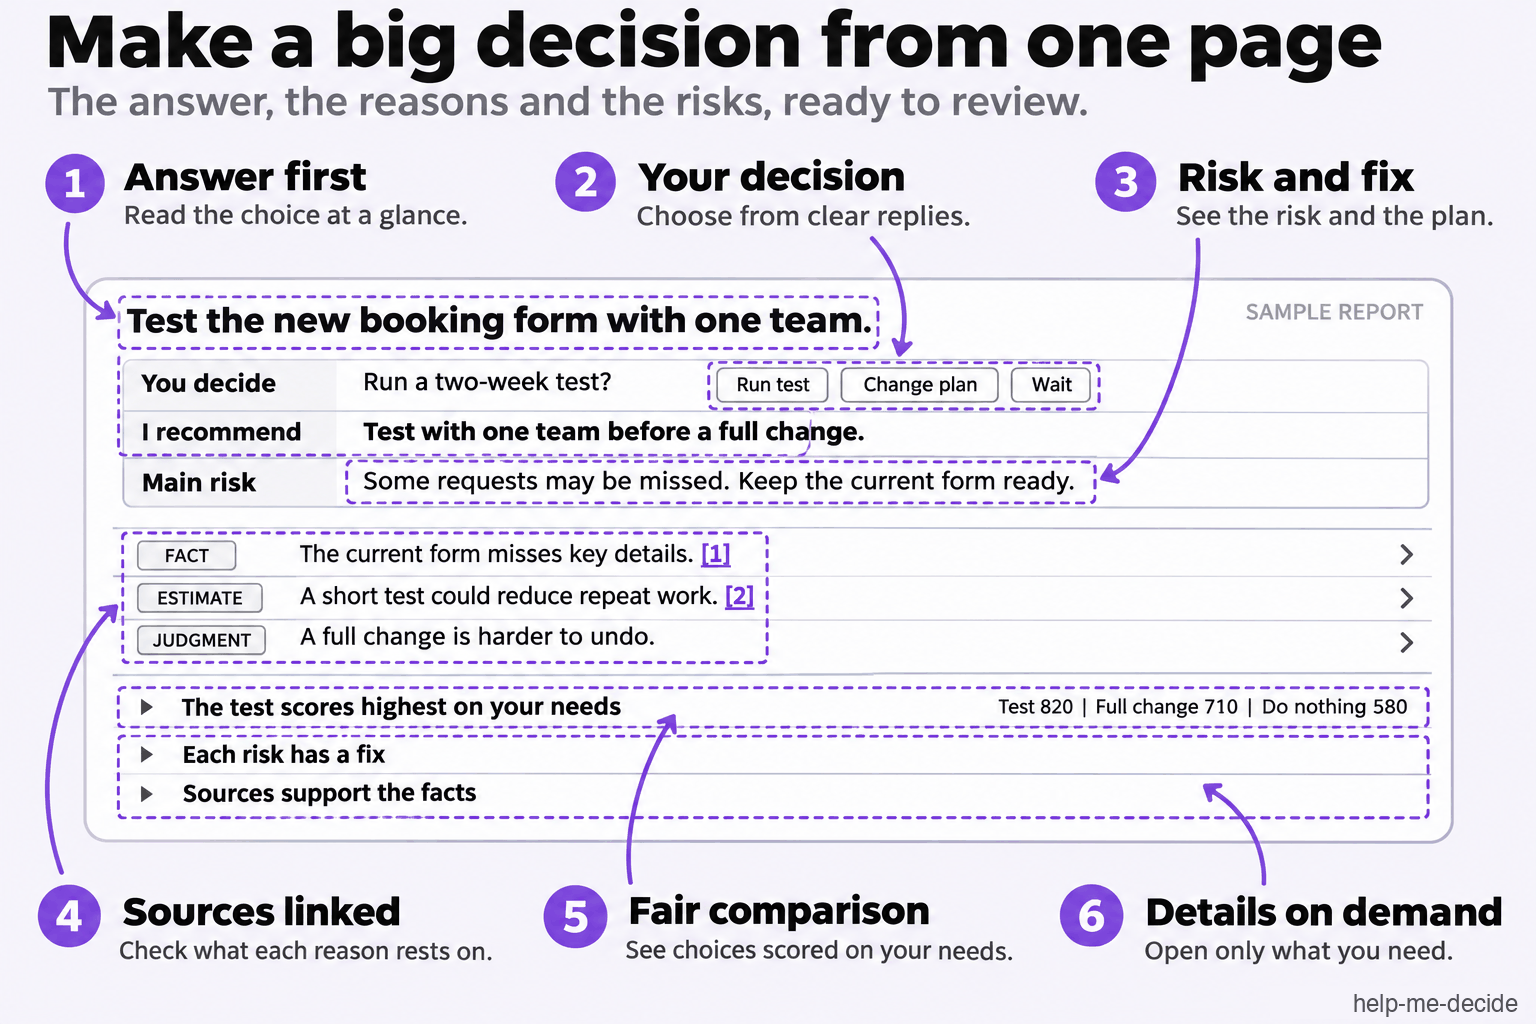 Make a big decision from one page
The answer, the reasons and the risks, ready to review.
1 Answer first
Read the choice at a glance.
2 Your decision
Choose from clear replies.
3 Risk and fix
See the risk and the plan.
SAMPLE REPORT
Test the new booking form with one team.
You decide Run a two-week test? Run test Change plan Wait
I recommend Test with one team before a full change.
Main risk Some requests may be missed. Keep the current form ready.
FACT The current form misses key details. [1]
ESTIMATE A short test could reduce repeat work. [2]
JUDGMENT A full change is harder to undo.
The test scores highest on your needs Test 820 | Full change 710 | Do nothing 580
Each risk has a fix
Sources support the facts
4 Sources linked
Check what each reason rests on.
5 Fair comparison
See choices scored on your needs.
6 Details on demand
Open only what you need.
help-me-decide